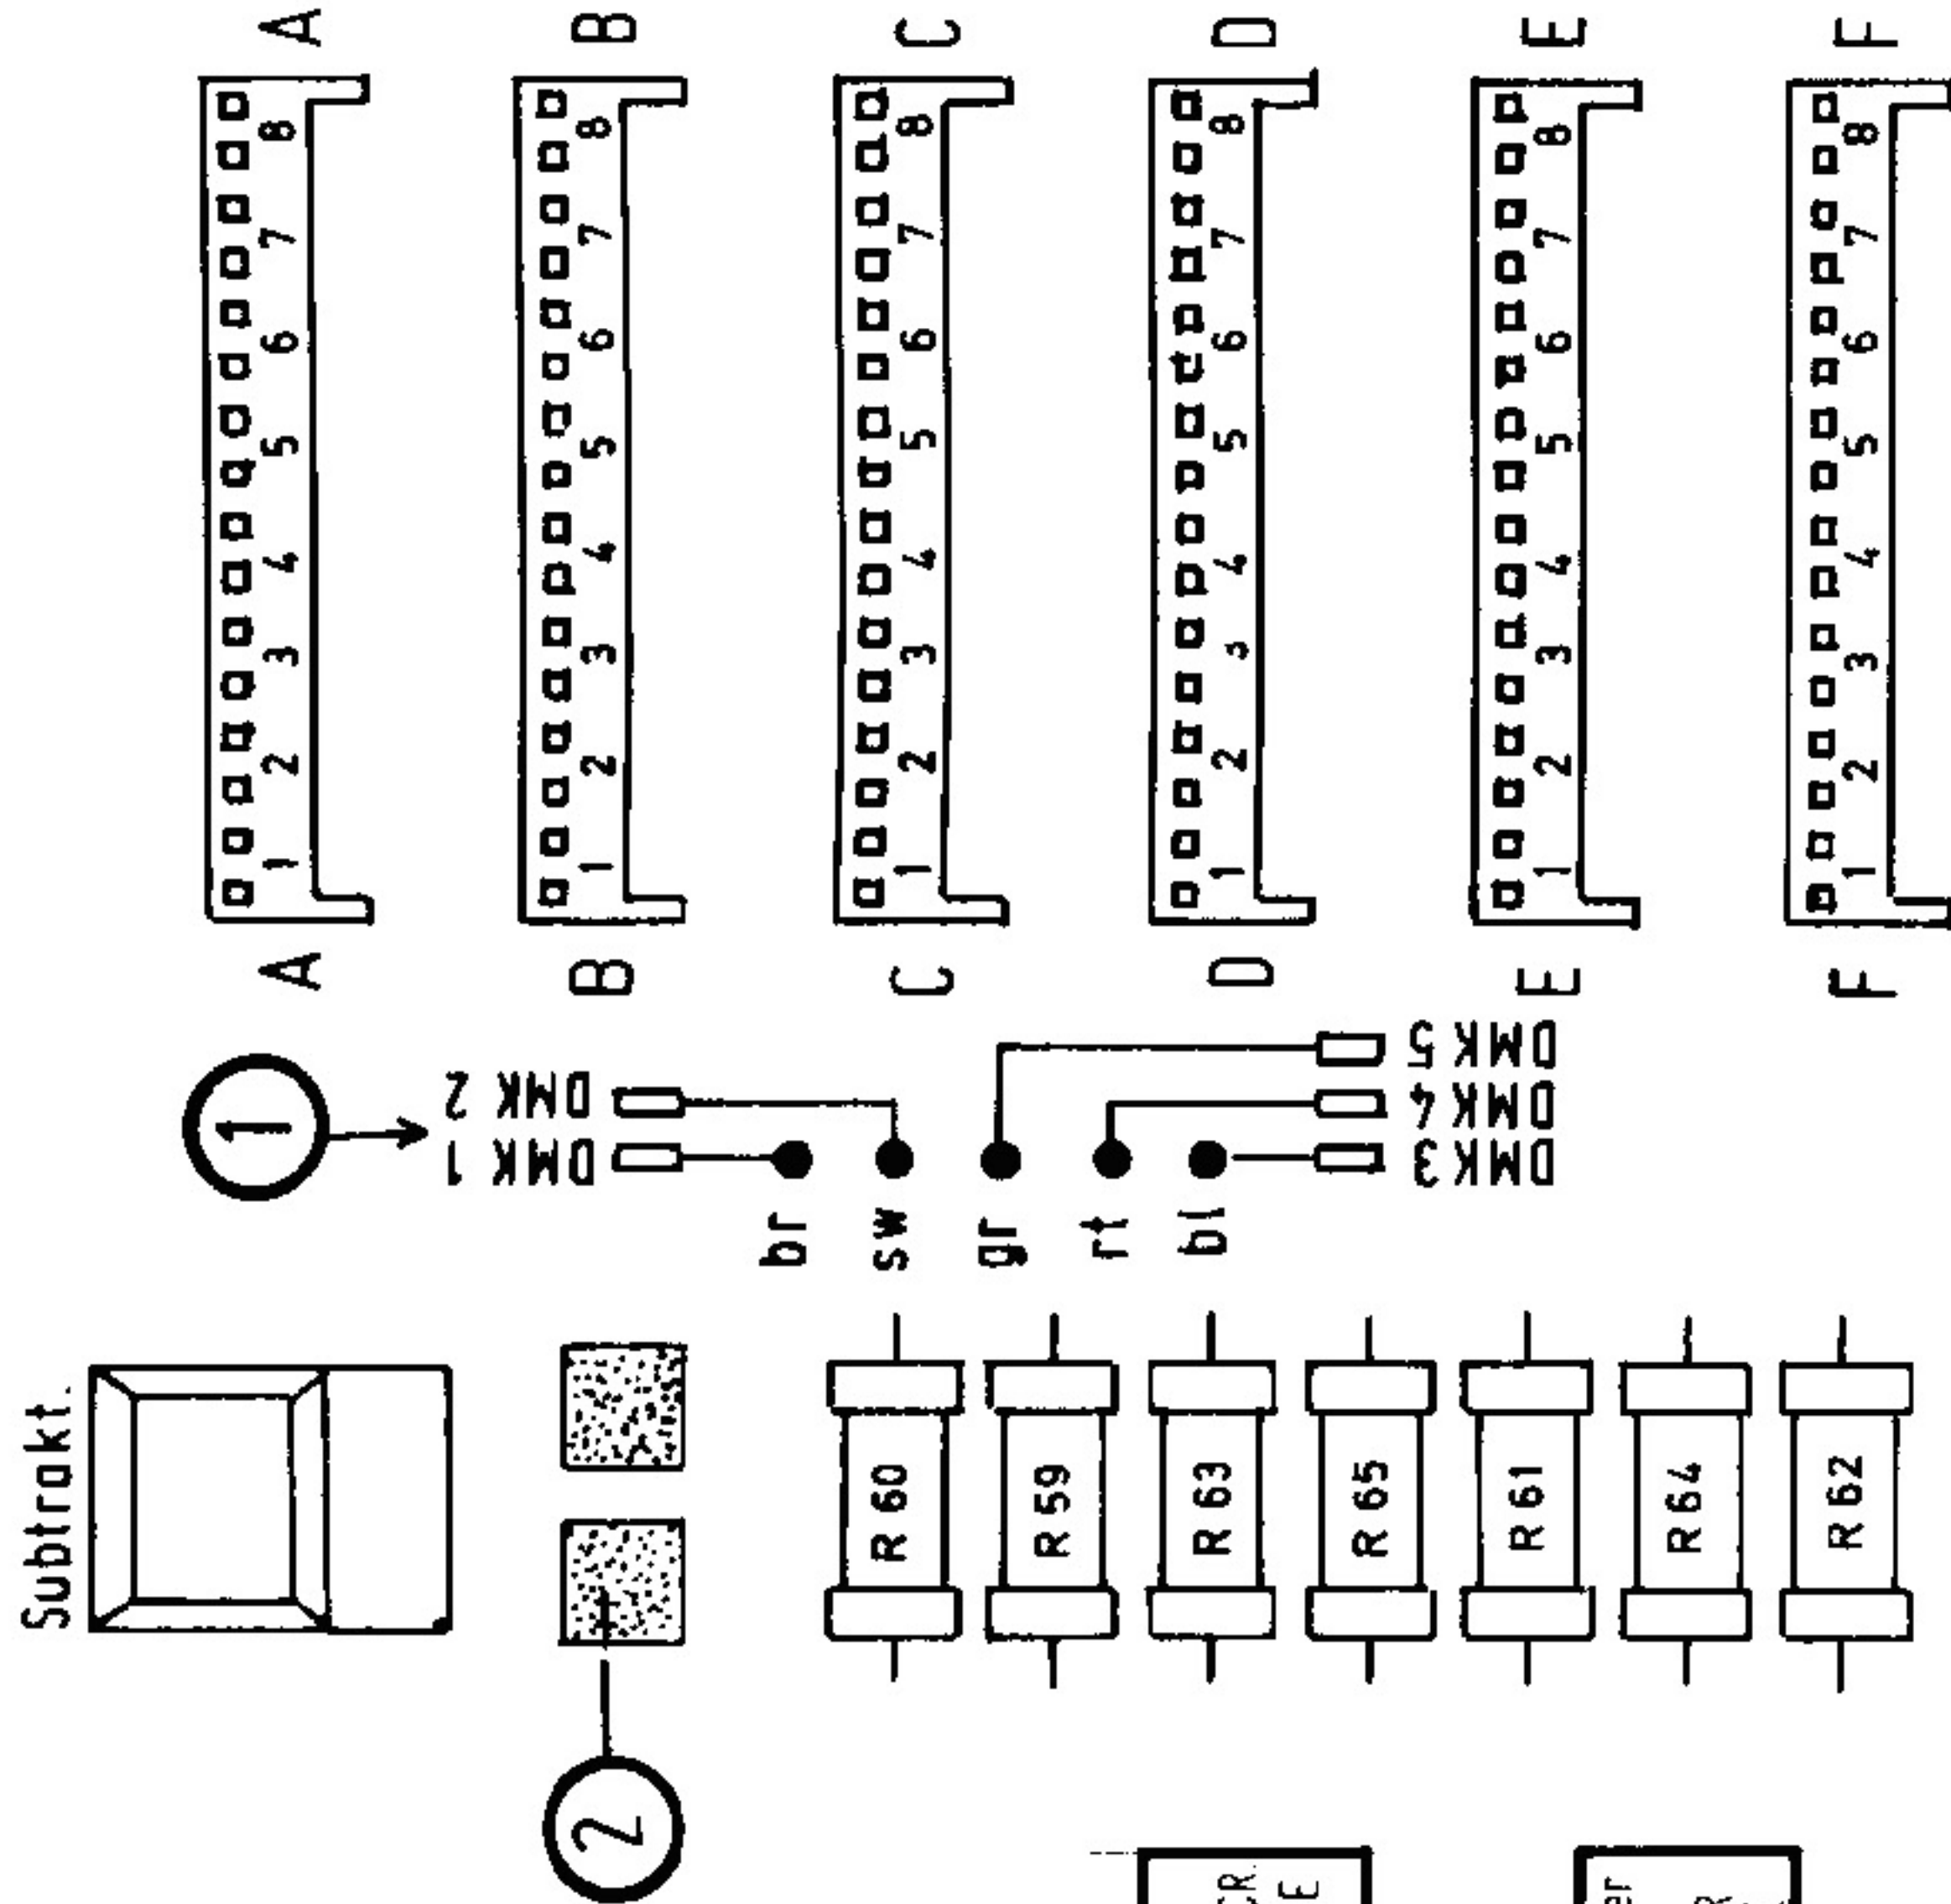 A B C D E F
1 2 3 4 5 6 7 8
1 2 3 4 5 6 7 8
1 2 3 4 5 6 7 8
1 2 3 4 5 6 7 8
1 2 3 4 5 6 7 8
1 2 3 4 5 6 7 8
A B C D E F
1
DMK 2
DMK 1
DMK 5
DMK 4
DMK 3
br sw gr rt bl
Subtrakt.
R 60
R 59
R 63
R 65
R 61
R 64
R 62
2